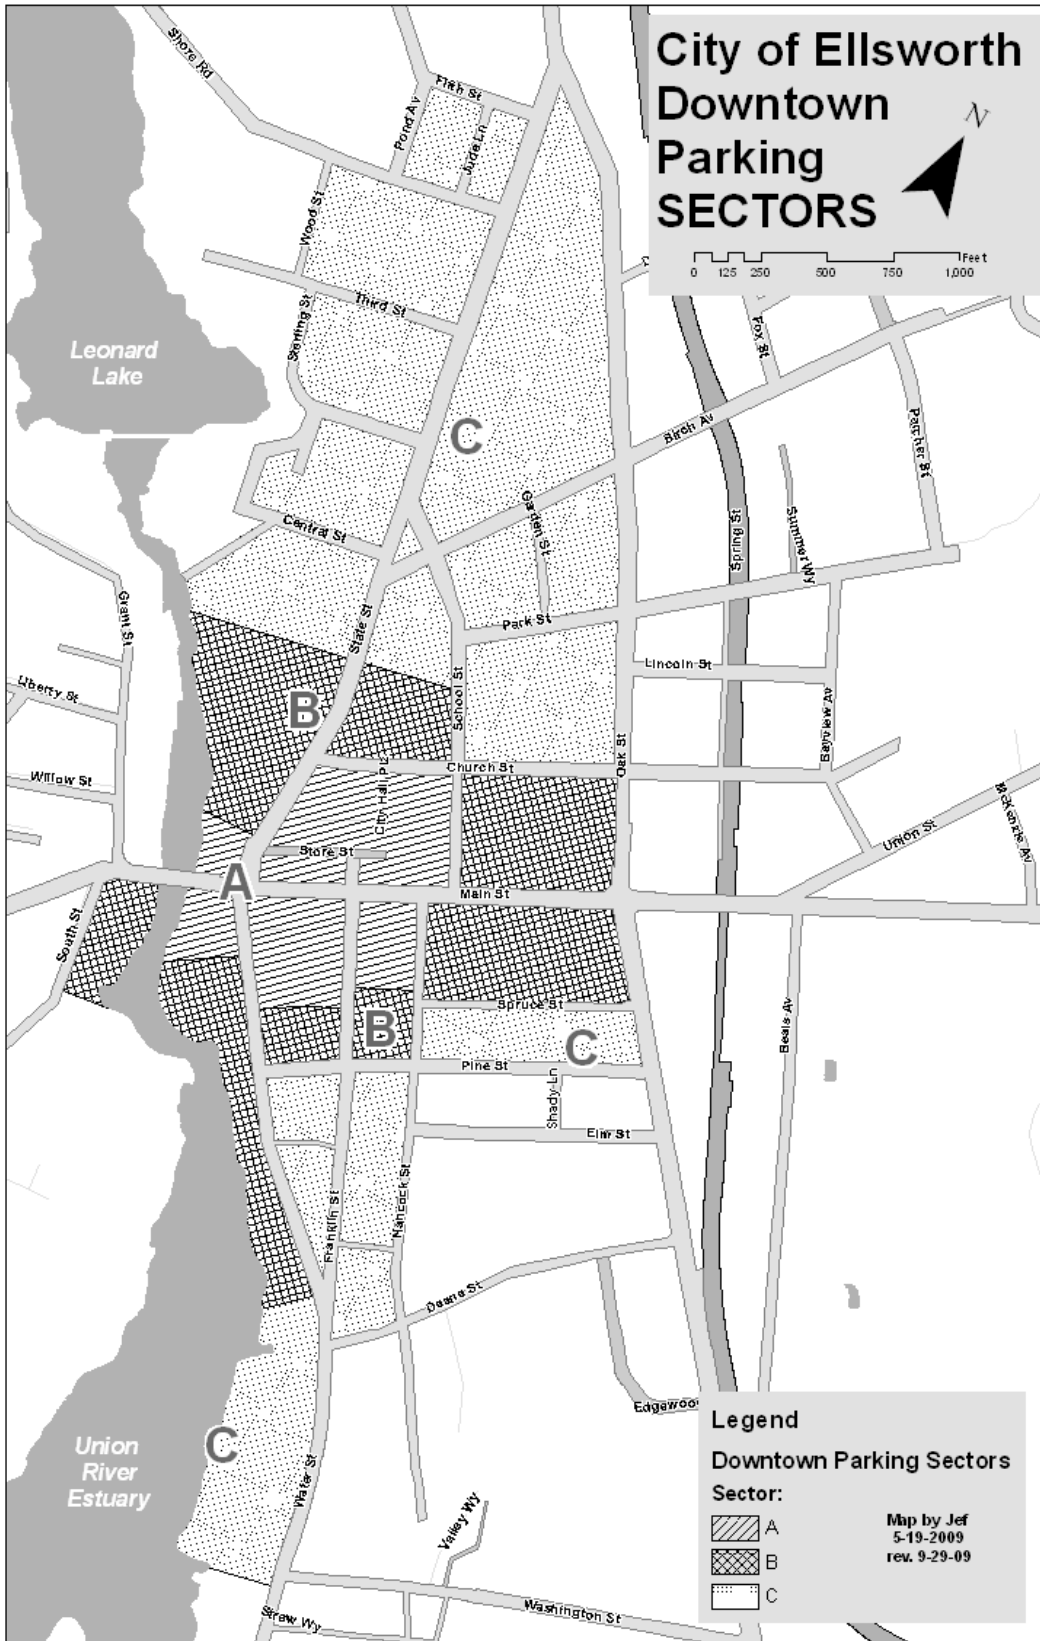 City of Ellsworth
Downtown
Parking
SECTORS
N
Feet
0 125 250 500 750 1,000
Shore Rd
Fifth St
Pond Av
Jude Ln
Wood St
Third St
Sterling St
Leonard
Lake
C
Fox St
Birch Av
Patcher St
Garden St
Central St
Spring St
Summer Wy
Grant St
State St
Park St
Liberty St
School St
Lincoln St
B
Bayview Av
Oak St
Willow St
City Hall Plz
Church St
McKenzie Av
Union St
Store St
A
Main St
South St
Spruce St
B
C
Beals Av
Pine St
Shady Ln
Elm St
Hancock St
Franklin St
Deane St
Edgewoo
C
Union
River
Estuary
Water St
Valley Wy
Washington St
Straw Wy
Legend
Downtown Parking Sectors
Sector:
A
B
C
Map by Jef
5-19-2009
rev. 9-29-09